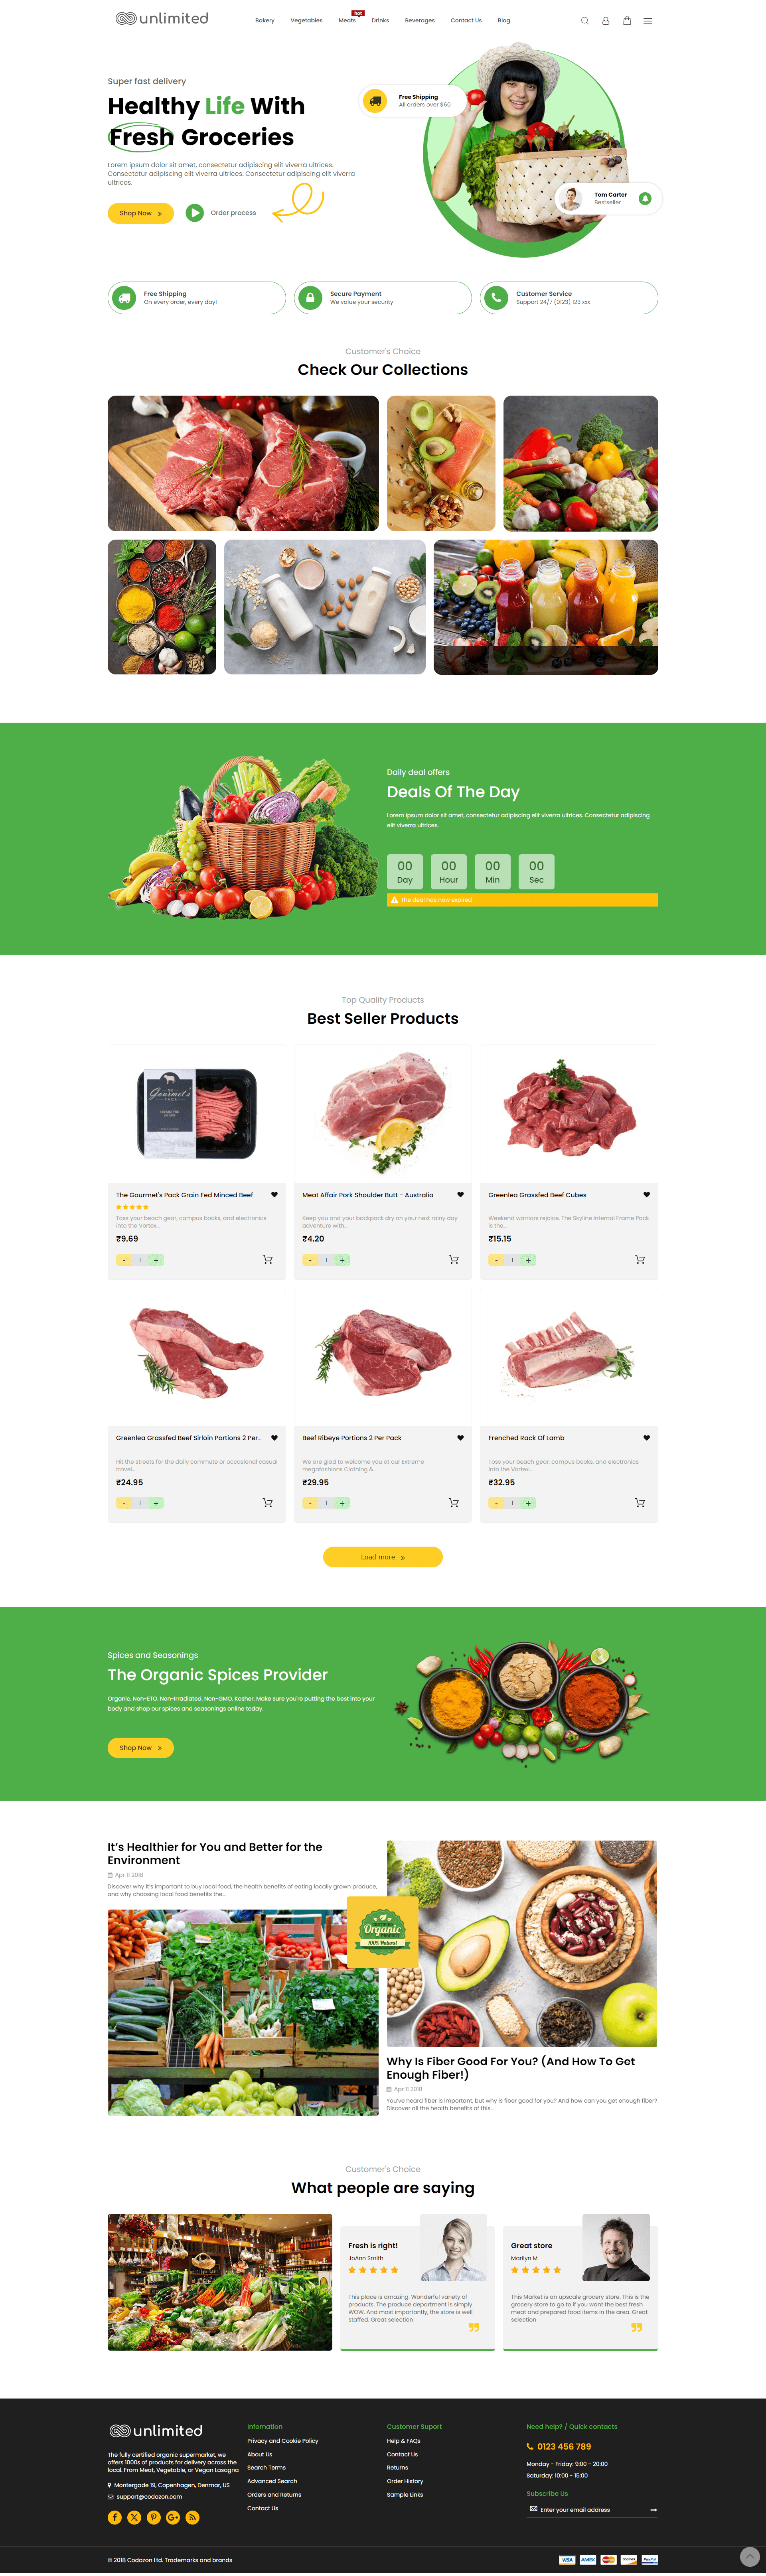 unlimited
Bakery
Vegetables
Meats
hot
Drinks
Beverages
Contact Us
Blog
Super fast delivery
Healthy Life With
Fresh Groceries
Lorem ipsum dolor sit amet, consectetur adipiscing elit viverra ultrices.
Consectetur adipiscing elit viverra ultrices. Consectetur adipiscing elit viverra
ultrices.
Shop Now »
Order process
Free Shipping
All orders over $60
Tom Carter
Bestseller
Free Shipping
On every order, every day!
Secure Payment
We value your security
Customer Service
Support 24/7 (0123) 123 xxx
Customer's Choice
Check Our Collections
Daily deal offers
Deals Of The Day
Lorem ipsum dolor sit amet, consectetur adipiscing elit viverra ultrices. Consectetur adipiscing
elit viverra ultrices.
00
Day
00
Hour
00
Min
00
Sec
The deal has now expired
Top Quality Products
Best Seller Products
The Gourmet's Pack Grain Fed Minced Beef
Toss your beach gear, campus books, and electronics
into the Vortex...
₹9.69
- 1 +
Meat Affair Pork Shoulder Butt - Australia
Keep you and your backpack dry on your next rainy day
adventure with...
₹4.20
- 1 +
Greenlea Grassfed Beef Cubes
Weekend warriors rejoice. The Skyline Internal Frame Pack
is the...
₹15.15
- 1 +
Greenlea Grassfed Beef Sirloin Portions 2 Per...
Hit the streets for the daily commute or occasional casual
travel...
₹24.95
- 1 +
Beef Ribeye Portions 2 Per Pack
We are glad to welcome you at our Extreme
megafashions Clothing &...
₹29.95
- 1 +
Frenched Rack Of Lamb
Toss your beach gear, campus books, and electronics
into the Vortex...
₹32.95
- 1 +
Load more »
Spices and Seasonings
The Organic Spices Provider
Organic. Non-ETO. Non-Irradiated. Non-GMO. Kosher. Make sure you're putting the best into your
body and shop our spices and seasonings online today.
Shop Now »
It's Healthier for You and Better for the
Environment
Apr 11 2018
Discover why it's important to buy local food, the health benefits of eating locally grown produce,
and why choosing local food benefits the...
Organic
100% Natural
Why Is Fiber Good For You? (And How To Get
Enough Fiber!)
Apr 11 2018
You've heard fiber is important, but why is fiber good for you? And how can you get enough fiber?
Discover all the health benefits of this...
Customer's Choice
What people are saying
Fresh is right!
JoAnn Smith
This place is amazing. Wonderful variety of
products. The produce department is simply
WOW. And most importantly, the store is well
staffed. Great selection
Great store
Marilyn M
This Market is an upscale grocery store. This is the
grocery store to go to if you want the best fresh
meat and prepared food items in the area. Great
selection
unlimited
The fully certified organic supermarket, we
offers 1000s of products for delivery across the
local. From Meat, Vegetable, or Vegan Lasagna
Montergade 19, Copenhagen, Denmar, US
support@codazon.com
Infomation
Privacy and Cookie Policy
About Us
Search Terms
Advanced Search
Orders and Returns
Contact Us
Customer Suport
Help & FAQs
Contact Us
Returns
Order History
Sample Links
Need help? / Quick contacts
0123 456 789
Monday - Friday: 9:00 - 20:00
Saturday: 10:00 - 15:00
Subscribe Us
Enter your email address
© 2018 Codazon Ltd. Trademarks and brands
VISA
AMEX
PayPal